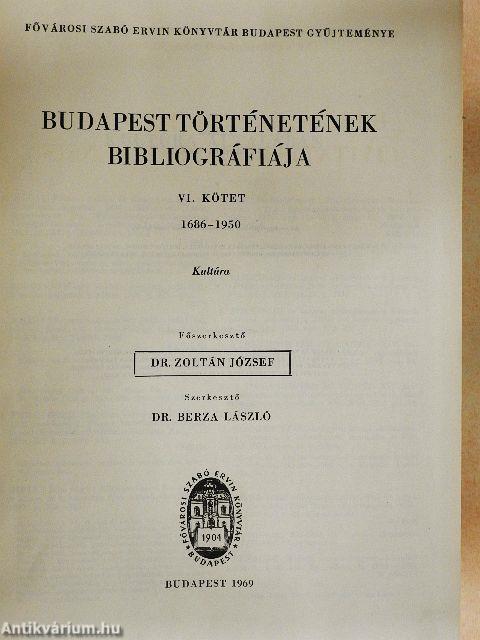 FŐVÁROSI SZABÓ ERVIN KÖNYVTÁR BUDAPEST GYŰJTEMÉNYE
BUDAPEST TÖRTÉNETÉNEK
BIBLIOGRÁFIÁJA
VI. KÖTET
1686–1950
Kultúra
Főszerkesztő
DR. ZOLTÁN JÓZSEF
Szerkesztő
DR. BERZA LÁSZLÓ
FŐVÁROSI SZABÓ ERVIN KÖNYVTÁR
1904
BUDAPEST
BUDAPEST 1969
Antikvárium.hu